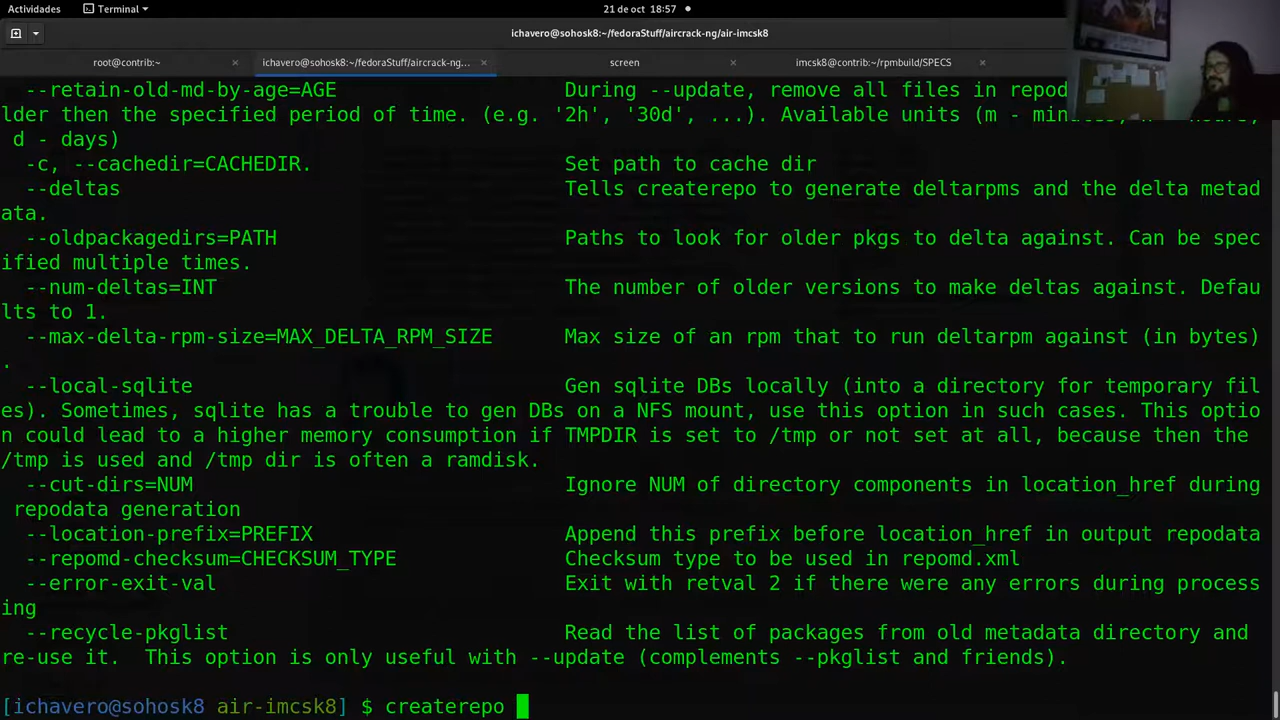 Actividades
Terminal
21 de oct 18:57
ichavero@sohosk8:~/fedoraStuff/aircrack-ng/air-imcsk8
root@contrib:~
ichavero@sohosk8:~/fedoraStuff/aircrack-ng...
screen
imcsk8@contrib:~/rpmbuild/SPECS
--retain-old-md-by-age=AGE During --update, remove all files in repod
lder then the specified period of time. (e.g. '2h', '30d', ...). Available units (m -
d - days)
-c, --cachedir=CACHEDIR. Set path to cache dir
--deltas Tells createrepo to generate deltarpms and the delta metad
ata.
--oldpackagedirs=PATH Paths to look for older pkgs to delta against. Can be spec
ified multiple times.
--num-deltas=INT The number of older versions to make deltas against. Defau
lts to 1.
--max-delta-rpm-size=MAX_DELTA_RPM_SIZE Max size of an rpm that to run deltarpm against (in bytes)
.
--local-sqlite Gen sqlite DBs locally (into a directory for temporary fil
es). Sometimes, sqlite has a trouble to gen DBs on a NFS mount, use this option in such cases. This optio
n could lead to a higher memory consumption if TMPDIR is set to /tmp or not set at all, because then the
/tmp is used and /tmp dir is often a ramdisk.
--cut-dirs=NUM Ignore NUM of directory components in location_href during
repodata generation
--location-prefix=PREFIX Append this prefix before location_href in output repodata
--repomd-checksum=CHECKSUM_TYPE Checksum type to be used in repomd.xml
--error-exit-val Exit with retval 2 if there were any errors during process
ing
--recycle-pkglist Read the list of packages from old metadata directory and
re-use it.  This option is only useful with --update (complements --pkglist and friends).
[ichavero@sohosk8 air-imcsk8] $ createrepo